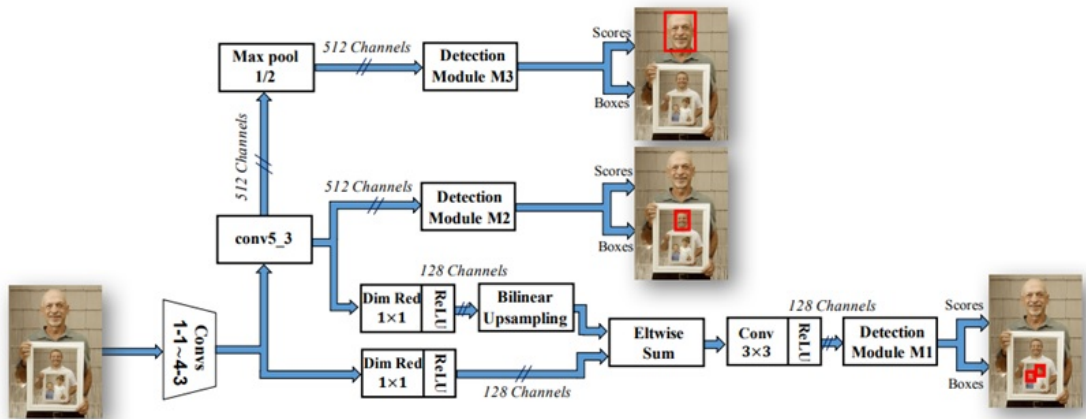 512 Channels
Max pool
1/2
Detection
Module M3
Scores
Boxes
512 Channels
512 Channels
Detection
Module M2
Scores
Boxes
conv5_3
128 Channels
Dim Red
1×1
ReLU
Bilinear
Upsampling
Convs
1-1~4-3
Dim Red
1×1
ReLU
128 Channels
Eltwise
Sum
Conv
3×3
ReLU
128 Channels
Detection
Module M1
Scores
Boxes